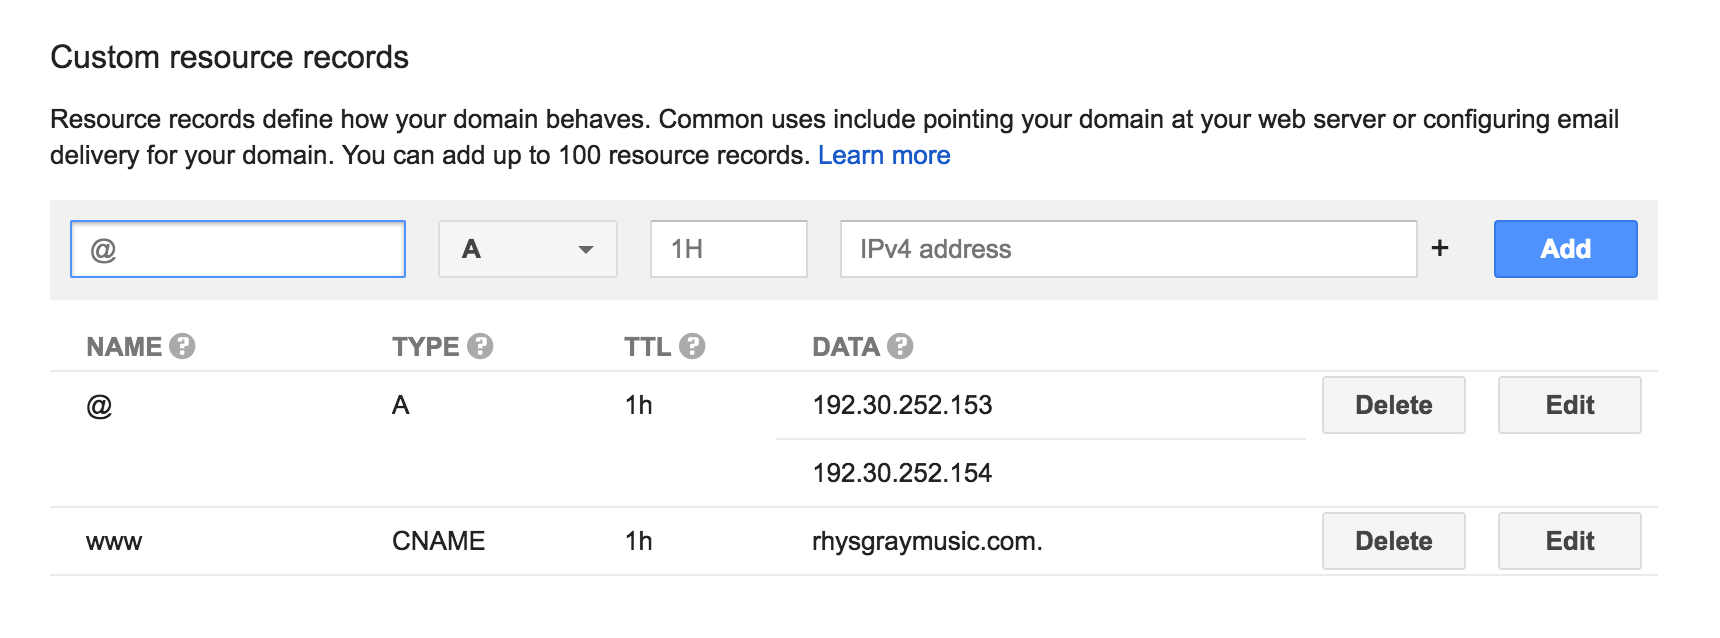 Custom resource records
Resource records define how your domain behaves. Common uses include pointing your domain at your web server or configuring email
delivery for your domain. You can add up to 100 resource records. Learn more
@ A 1H IPv4 address + Add
NAME ? TYPE ? TTL ? DATA ?
@ A 1h 192.30.252.153 Delete Edit
192.30.252.154
www CNAME 1h rhysgraymusic.com. Delete Edit